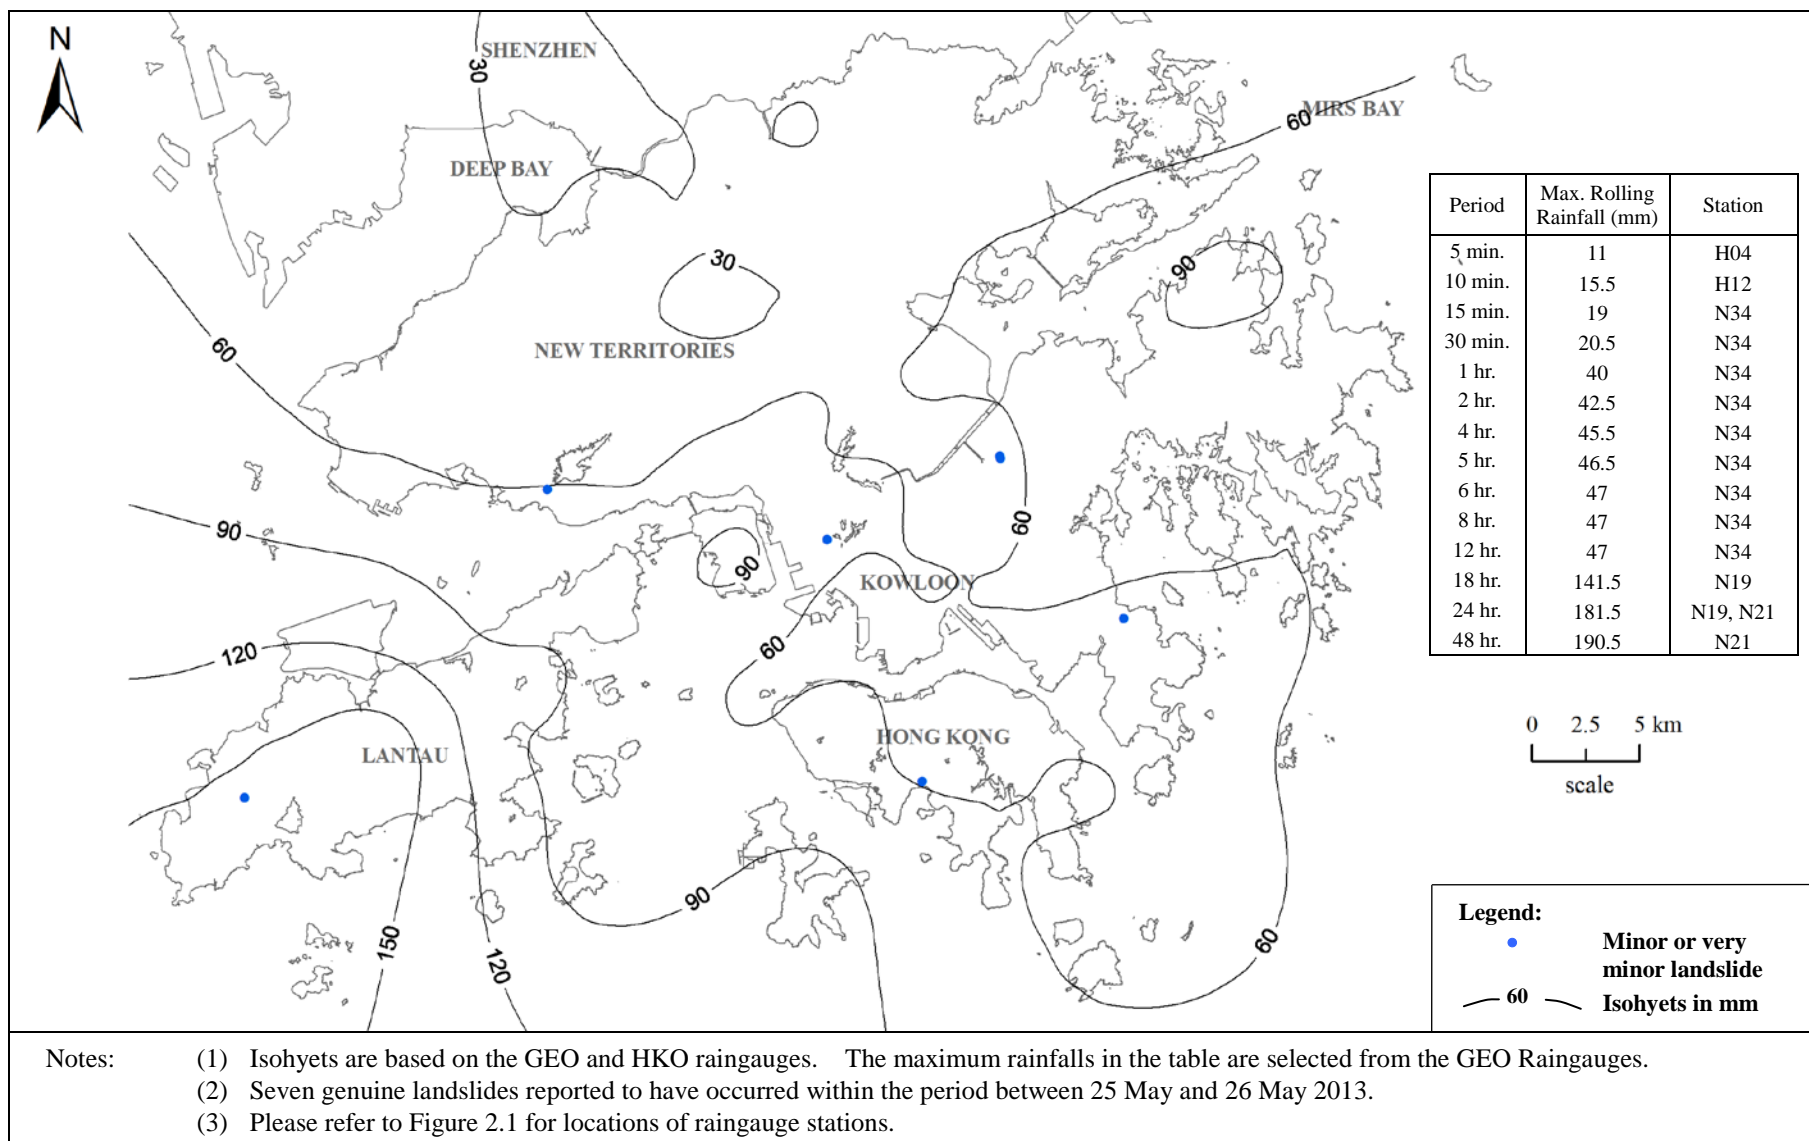 N
SHENZHEN
30
MIRS BAY
60
DEEP BAY
30
90
60
NEW TERRITORIES
90
60
90
KOWLOON
120
60
HONG KONG
LANTAU
90
150
120
60
Period Max. Rolling Rainfall (mm) Station
5 min. 11 H04
10 min. 15.5 H12
15 min. 19 N34
30 min. 20.5 N34
1 hr. 40 N34
2 hr. 42.5 N34
4 hr. 45.5 N34
5 hr. 46.5 N34
6 hr. 47 N34
8 hr. 47 N34
12 hr. 47 N34
18 hr. 141.5 N19
24 hr. 181.5 N19, N21
48 hr. 190.5 N21
0 2.5 5 km
scale
Legend:
Minor or very
minor landslide
60 Isohyets in mm
Notes: (1) Isohyets are based on the GEO and HKO raingauges. The maximum rainfalls in the table are selected from the GEO Raingauges.
(2) Seven genuine landslides reported to have occurred within the period between 25 May and 26 May 2013.
(3) Please refer to Figure 2.1 for locations of raingauge stations.